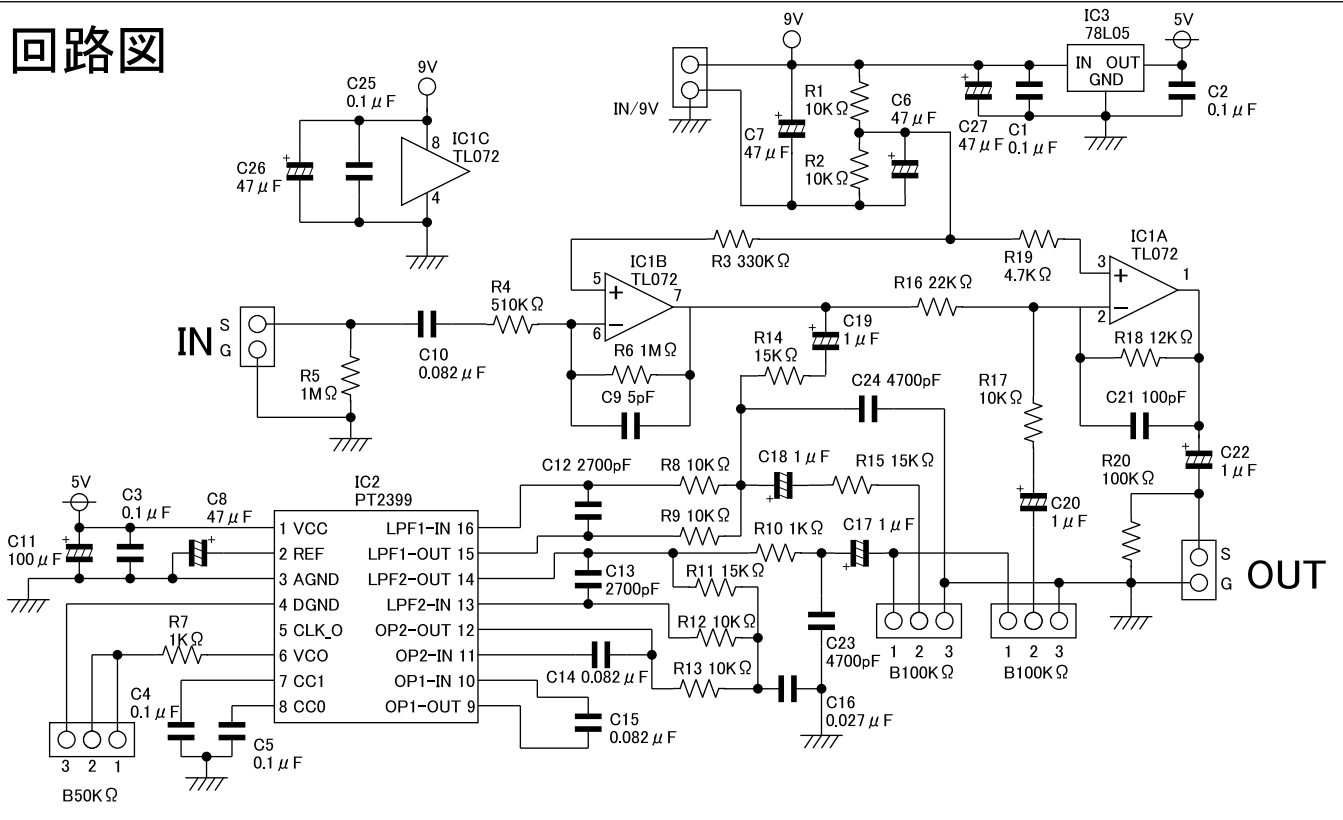 回路図
9V
IC3
78L05
5V
IN OUT
GND
C2
0.1μF
IN/9V
R1
10KΩ
C6
47μF
C7
47μF
R2
10KΩ
C27
47μF
C1
0.1μF
9V
C25
0.1μF
8
IC1C
TL072
C26
47μF
4
R3 330KΩ
R19
4.7KΩ
IC1A
TL072
3
+
1
−
2
IC1B
TL072
5
+
7
−
6
R4
510KΩ
R16 22KΩ
IN
S
G
C10
0.082μF
R5
1MΩ
R6 1MΩ
C9 5pF
R14
15KΩ
+
C19
1μF
C24 4700pF
R17
10KΩ
R18 12KΩ
C21 100pF
+
C22
1μF
R20
100KΩ
+
C20
1μF
C12 2700pF
R8 10KΩ
C18 1μF
+
R15 15KΩ
R9 10KΩ
R10 1KΩ
C17 1μF
+
C13
2700pF
R11 15KΩ
R12 10KΩ
R13 10KΩ
C23
4700pF
C16
0.027μF
C14 0.082μF
C15
0.082μF
1 2 3
B100KΩ
1 2 3
B100KΩ
S
G
OUT
5V
C3
0.1μF
C8
47μF
+
C11
100μF
+
IC2
PT2399
1 VCC LPF1-IN 16
2 REF LPF1-OUT 15
3 AGND LPF2-OUT 14
4 DGND LPF2-IN 13
5 CLK_O OP2-OUT 12
6 VCO OP2-IN 11
7 CC1 OP1-IN 10
8 CC0 OP1-OUT 9
R7
1KΩ
C4
0.1μF
C5
0.1μF
3 2 1
B50KΩ